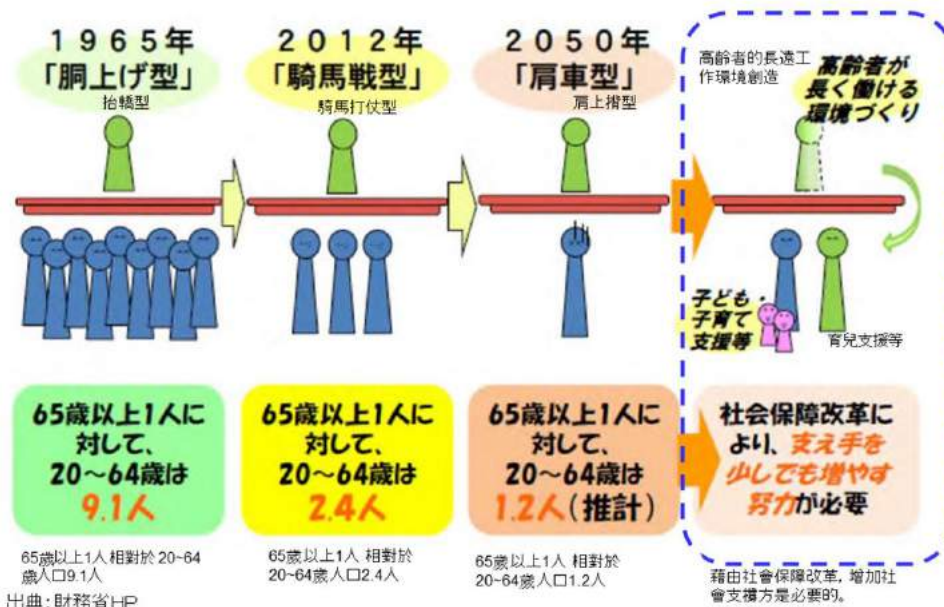 1965年
「胴上げ型」
抬轎型
2012年
「騎馬戦型」
騎馬打仗型
2050年
「肩車型」
肩上揹型
高齢者的長遠工
作環境創造
高齢者が
長く働ける
環境づくり
子ども・
子育て
支援等
育兒支援等
65歳以上1人に
対して、
20～64歳は
9.1人
65歳以上1人に
対して、
20～64歳は
2.4人
65歳以上1人に
対して、
20～64歳は
1.2人(推計)
社会保障改革に
より、支え手を
少しでも増やす
努力が必要
65歲以上1人相對於 20~64
歲人口9.1人
65歲以上1人 相對於
20~64歲人口2.4人
65歲以上1人 相對於
20~64歲人口1.2人
藉由社會保障改革, 增加社
會支撐方是必要的。
出典:財務省HP